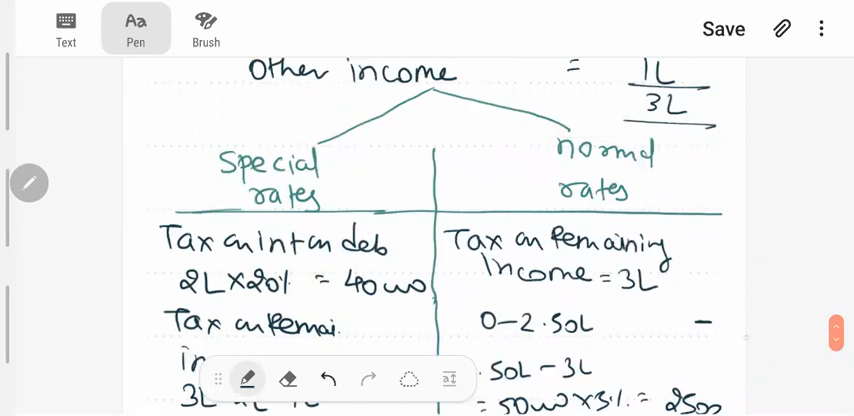 Text
Pen
Brush
Save
Other income = 1L
3L
Special rates
normal rates
Tax on int on deb
2L×20% = 40000
Tax on Remai.
3L
Tax on Remaining
Income = 3L
0-2.50L -
.50L - 3L
= 50000×5% = 2500